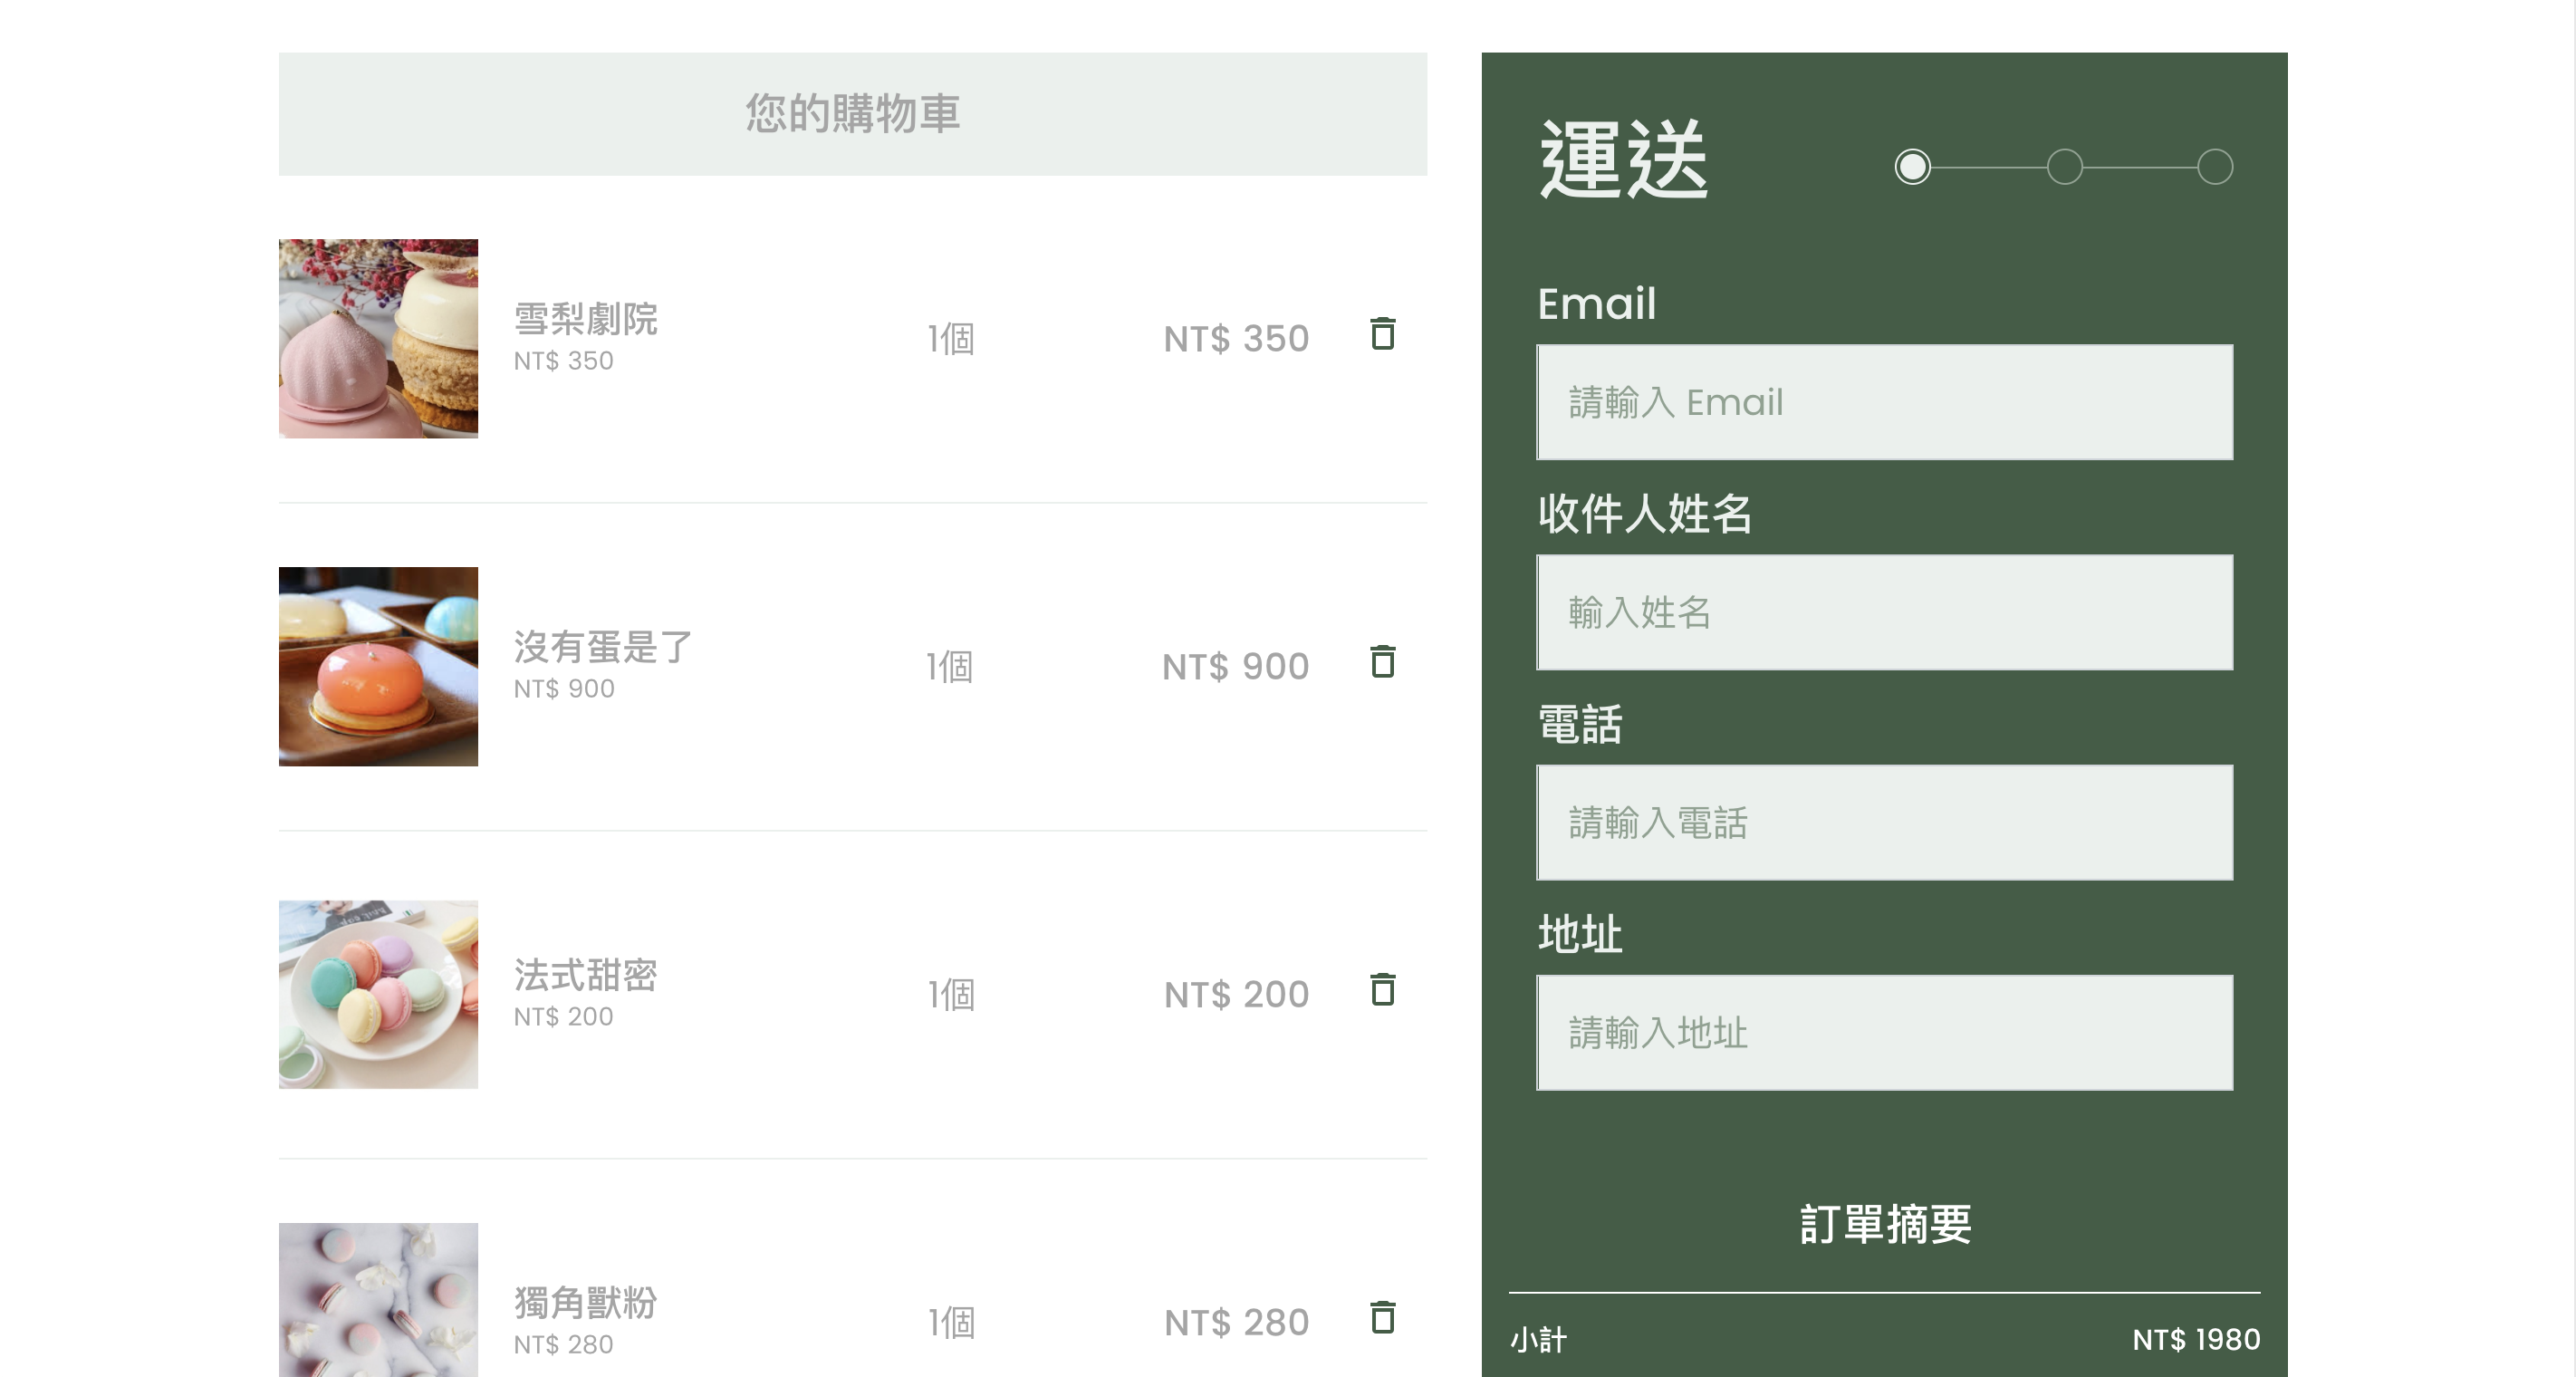 您的購物車
雪梨劇院
NT$ 350
1個
NT$ 350
沒有蛋是了
NT$ 900
1個
NT$ 900
法式甜密
NT$ 200
1個
NT$ 200
獨角獸粉
NT$ 280
1個
NT$ 280
運送
Email
請輸入 Email
收件人姓名
輸入姓名
電話
請輸入電話
地址
請輸入地址
訂單摘要
小計
NT$ 1980